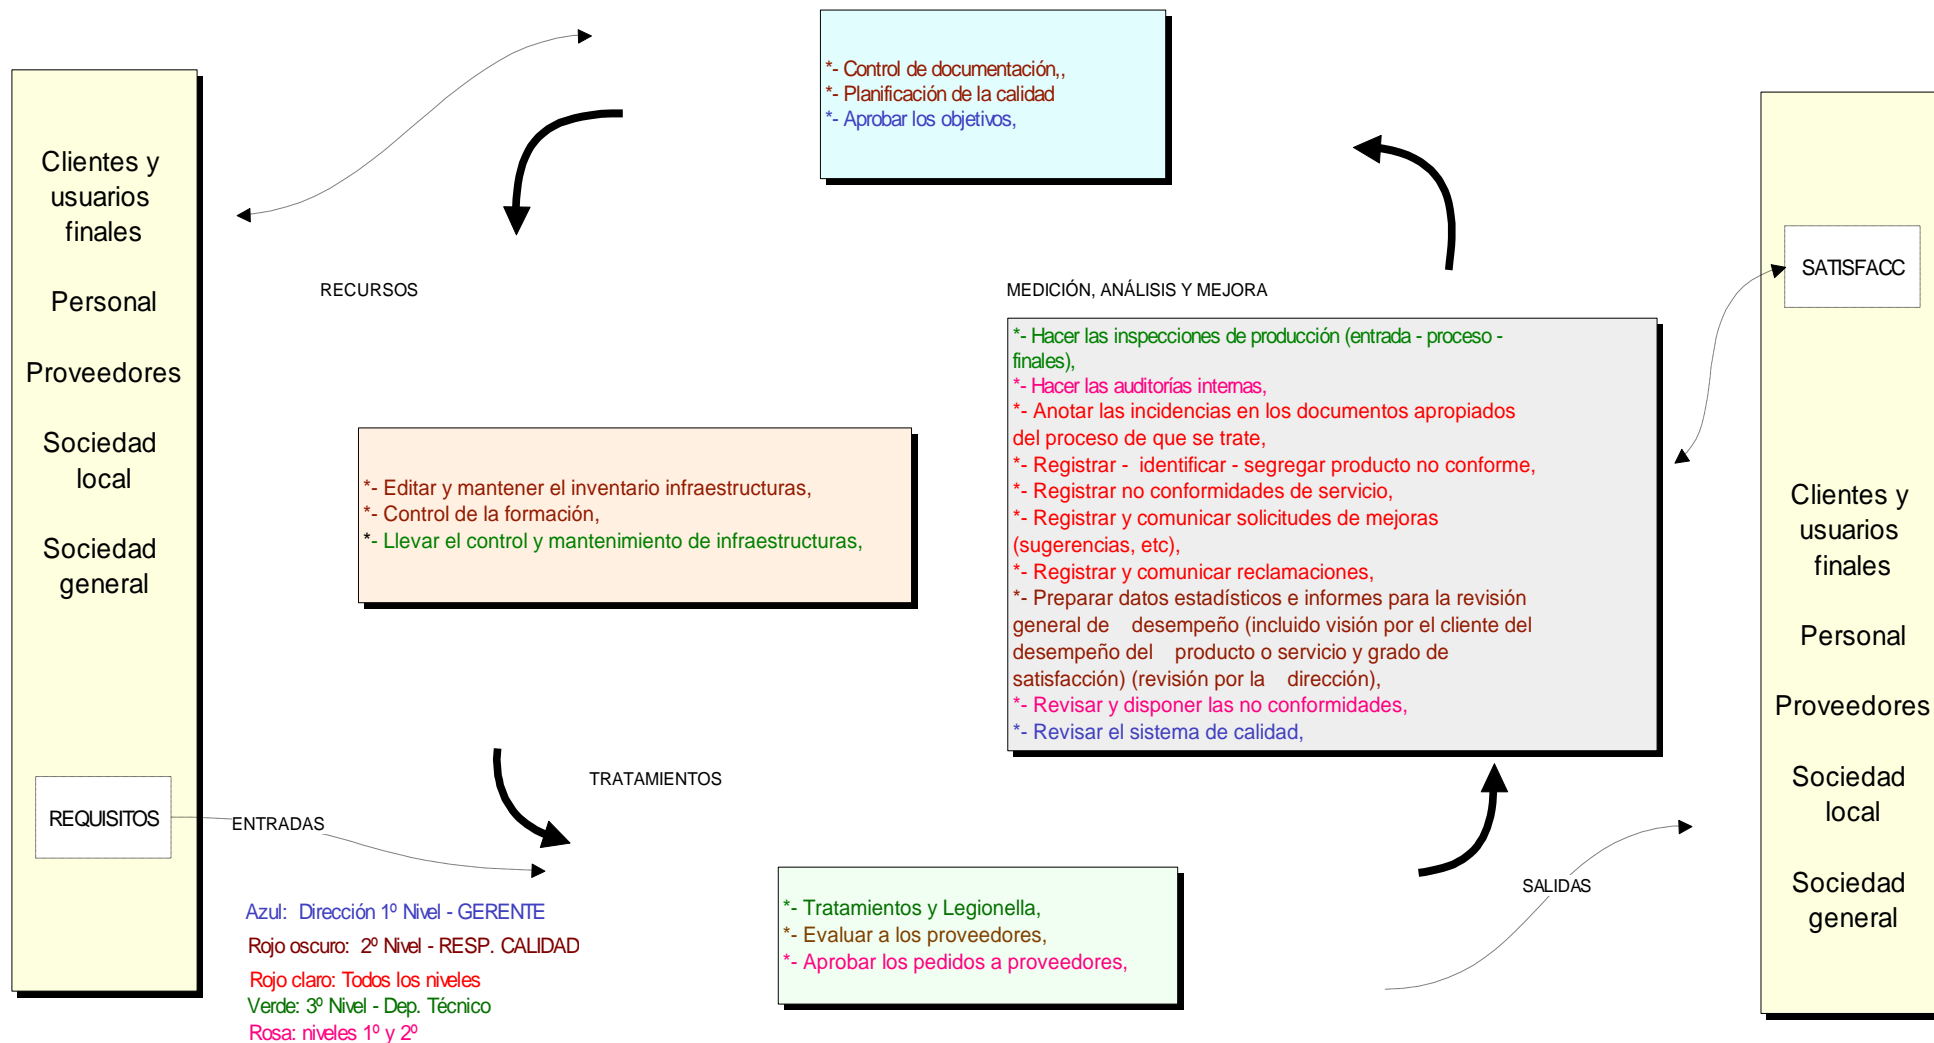 *- Control de documentación,,
*- Planificación de la calidad
*- Aprobar los objetivos,
Clientes y
usuarios
finales
Personal
Proveedores
Sociedad
local
Sociedad
general
REQUISITOS
ENTRADAS
RECURSOS
*- Editar y mantener el inventario infraestructuras,
*- Control de la formación,
*- Llevar el control y mantenimiento de infraestructuras,
MEDICIÓN, ANÁLISIS Y MEJORA
*- Hacer las inspecciones de producción (entrada - proceso -
finales),
*- Hacer las auditorías internas,
*- Anotar las incidencias en los documentos apropiados
del proceso de que se trate,
*- Registrar - identificar - segregar producto no conforme,
*- Registrar no conformidades de servicio,
*- Registrar y comunicar solicitudes de mejoras
(sugerencias, etc),
*- Registrar y comunicar reclamaciones,
*- Preparar datos estadísticos e informes para la revisión
general de desempeño (incluido visión por el cliente del
desempeño del producto o servicio y grado de
satisfacción) (revisión por la dirección),
*- Revisar y disponer las no conformidades,
*- Revisar el sistema de calidad,
TRATAMIENTOS
*- Tratamientos y Legionella,
*- Evaluar a los proveedores,
*- Aprobar los pedidos a proveedores,
SALIDAS
SATISFACC
Clientes y
usuarios
finales
Personal
Proveedores
Sociedad
local
Sociedad
general
Azul: Dirección 1º Nivel - GERENTE
Rojo oscuro: 2º Nivel - RESP. CALIDAD
Rojo claro: Todos los niveles
Verde: 3º Nivel - Dep. Técnico
Rosa: niveles 1º y 2º